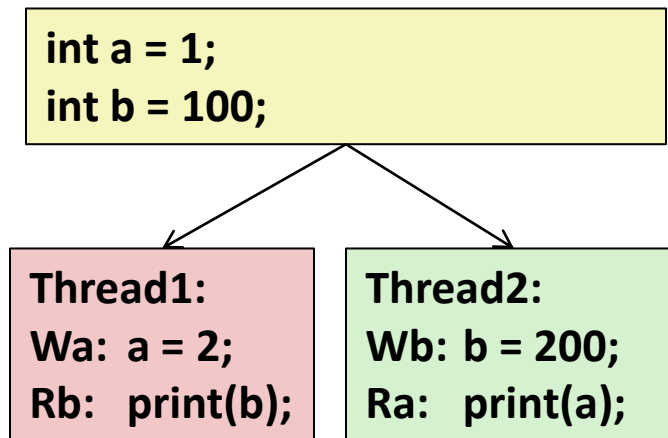 int a = 1;
int b = 100;
Thread1:
Wa: a = 2;
Rb: print(b);
Thread2:
Wb: b = 200;
Ra: print(a);